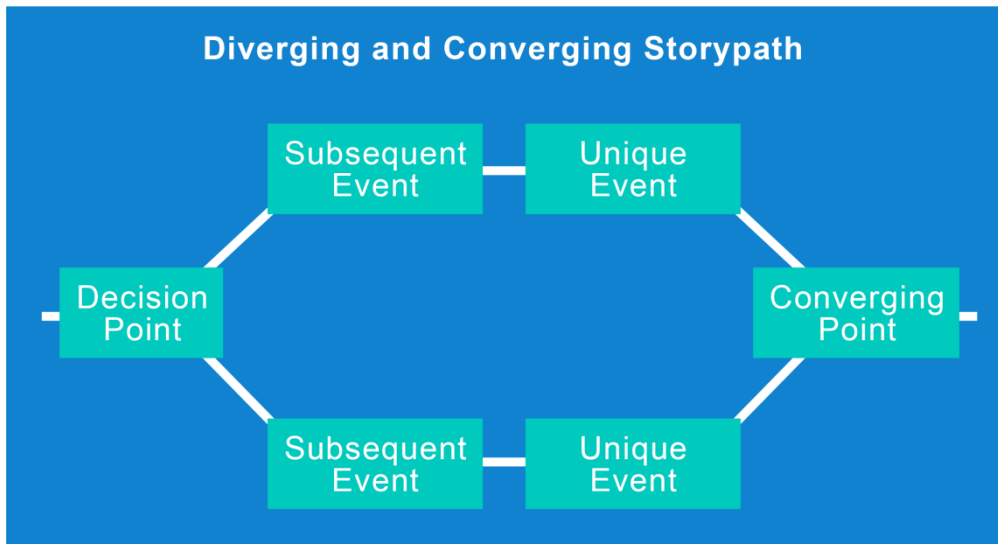 Diverging and Converging Storypath
Subsequent
Event
Unique
Event
Decision
Point
Converging
Point
Subsequent
Event
Unique
Event